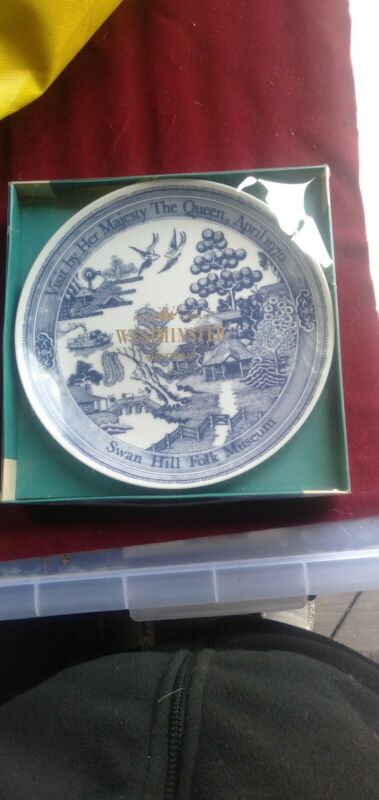 Visit by Her Majesty The Queen, April 1970
WESTMINSTER
Swan Hill Folk Museum